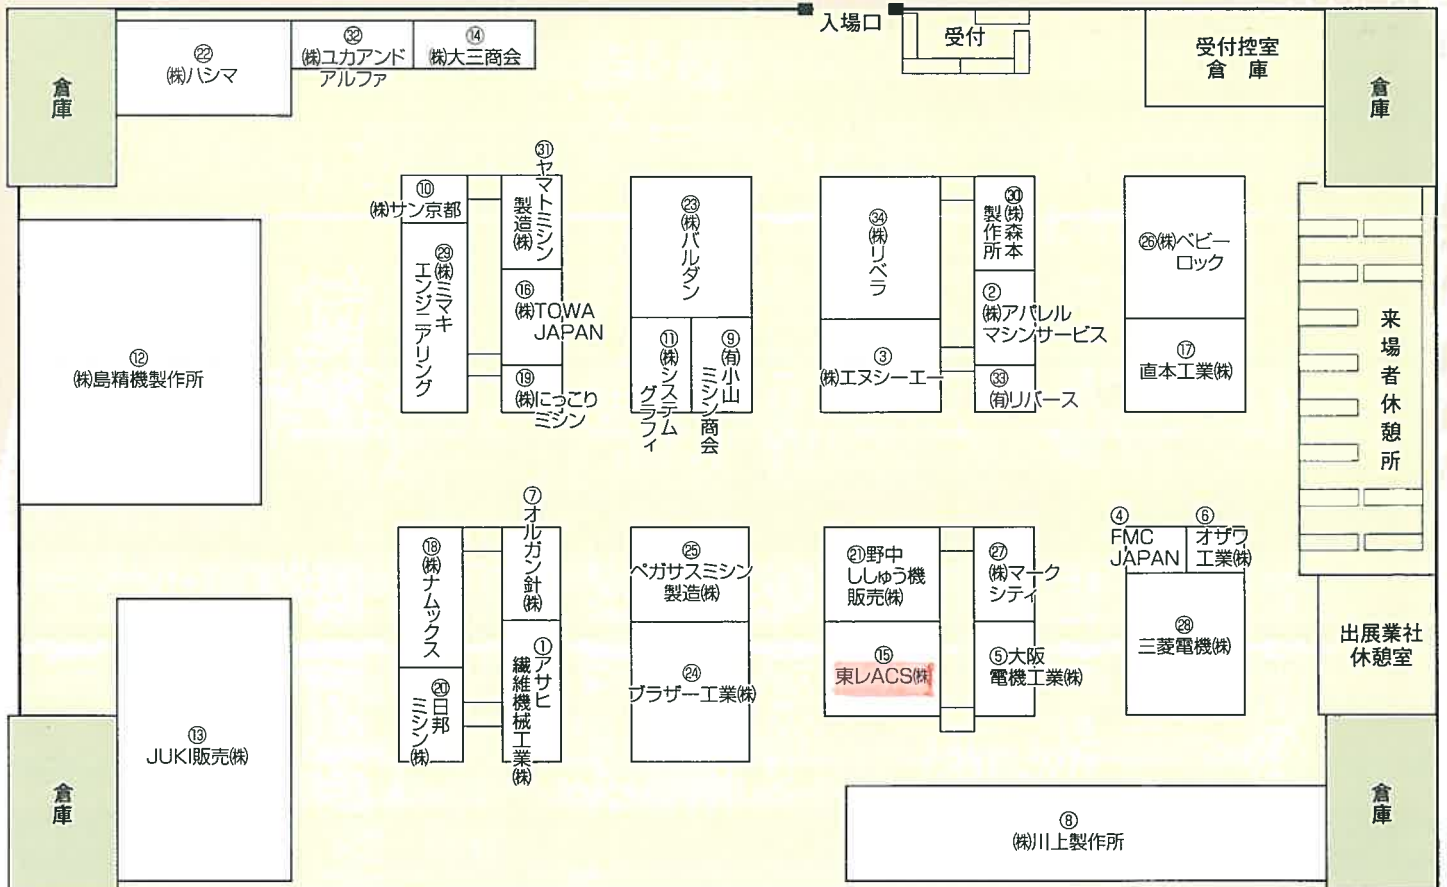 入場口
受付
受付控室
倉 庫
倉庫
倉庫
㉒
㈱ハシマ
㉜
㈱ユカアンド
アルファ
⑭
㈱大三商会
⑩
㈱サン京都
㉙㈱ミマキ
エンジニアリング
㉛ヤマトミシン
製造㈱
⑯
㈱TOWA
JAPAN
⑲
㈱にっこり
ミシン
㉓㈱バルダン
⑪㈱システム
グラフィ
⑨㈲小山
ミシン商会
㉞㈱リベラ
③
㈱エヌシーエー
㉚㈱森本
製作所
②
㈱アパレル
マシンサービス
㉝
㈲リバース
㉖㈱ベビー
ロック
⑰
直本工業㈱
来場者休憩所
⑫
㈱島精機製作所
⑱㈱ナムックス
⑳日邦
ミシン㈱
⑦オルガン針㈱
①アサヒ
繊維機械工業㈱
㉕
ペガサスミシン
製造㈱
㉔
ブラザー工業㈱
㉑野中
ししゅう機
販売㈱
⑮
東レACS㈱
㉗
㈱マーク
シティ
⑤大阪
電機工業㈱
④
FMC
JAPAN
⑥
オザワ
工業㈱
㉘
三菱電機㈱
出展業社
休憩室
⑬
JUKI販売㈱
倉庫
⑧
㈱川上製作所
倉庫